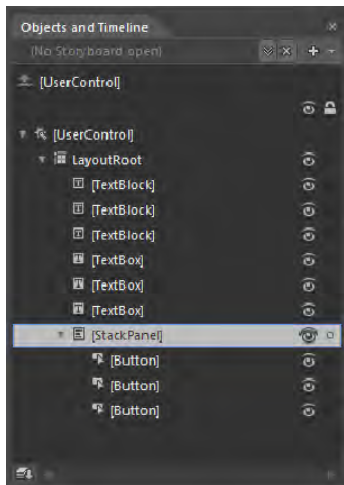 Objects and Timeline
(No Storyboard open)
[UserControl]
[UserControl]
LayoutRoot
[TextBlock]
[TextBlock]
[TextBlock]
[TextBox]
[TextBox]
[TextBox]
[StackPanel]
[Button]
[Button]
[Button]